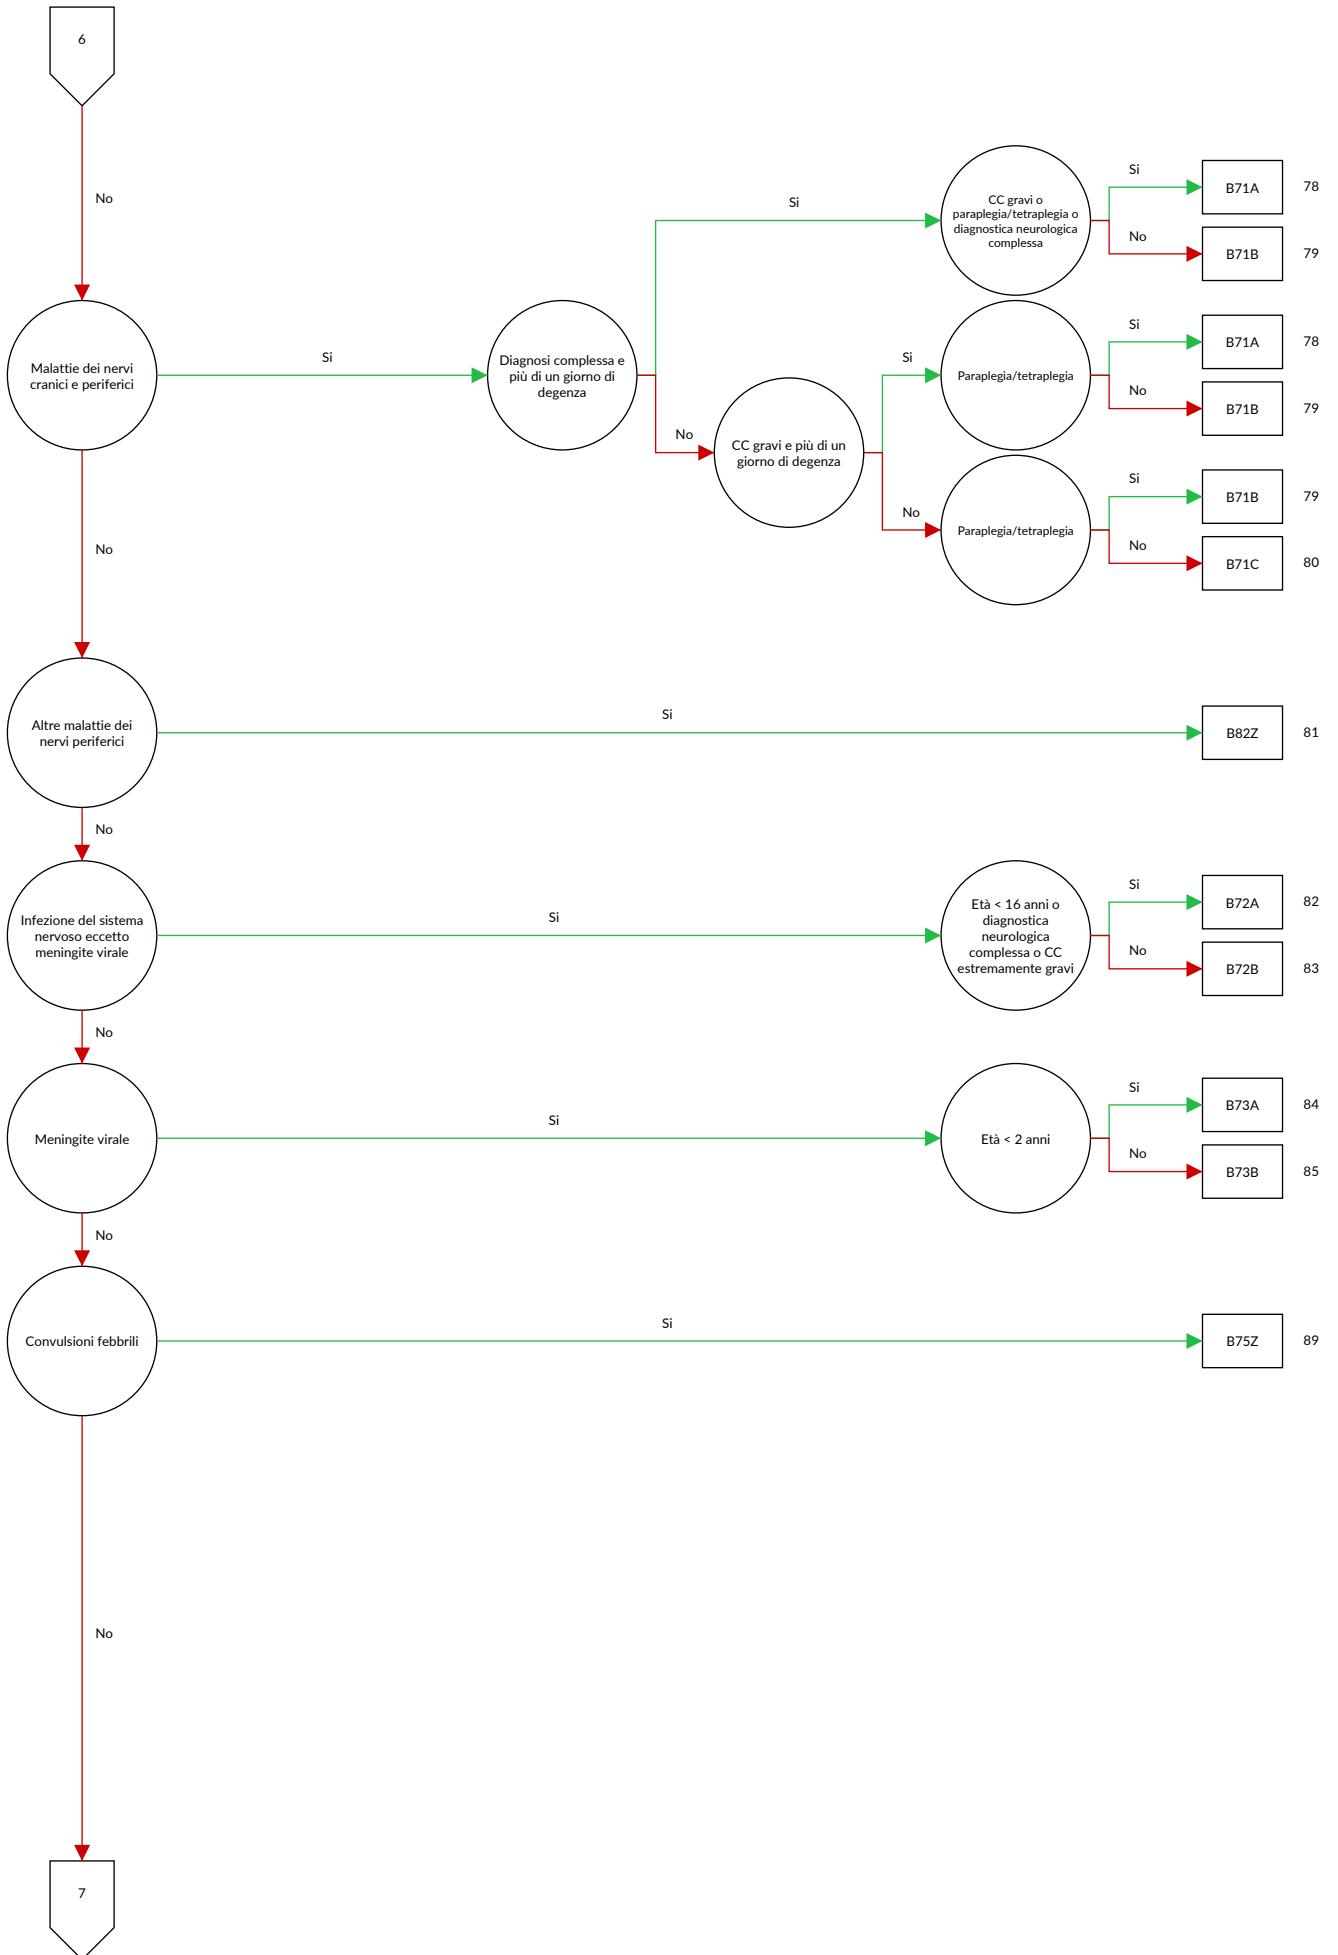 6
No
Malattie dei nervi
cranici e periferici
Si
Diagnosi complessa e
più di un giorno di
degenza
Si
CC gravi o
paraplegia/tetraplegia o
diagnostica neurologica
complessa
Si
B71A
78
No
B71B
79
No
CC gravi e più di un
giorno di degenza
Si
Paraplegia/tetraplegia
Si
B71A
78
No
B71B
79
No
Paraplegia/tetraplegia
Si
B71B
79
No
B71C
80
No
Altre malattie dei
nervi periferici
Si
B82Z
81
No
Infezione del sistema
nervoso eccetto
meningite virale
Si
Età < 16 anni o
diagnostica
neurologica
complessa o CC
estremamente gravi
Si
B72A
82
No
B72B
83
No
Meningite virale
Si
Età < 2 anni
Si
B73A
84
No
B73B
85
No
Convulsioni febbrili
Si
B75Z
89
No
7